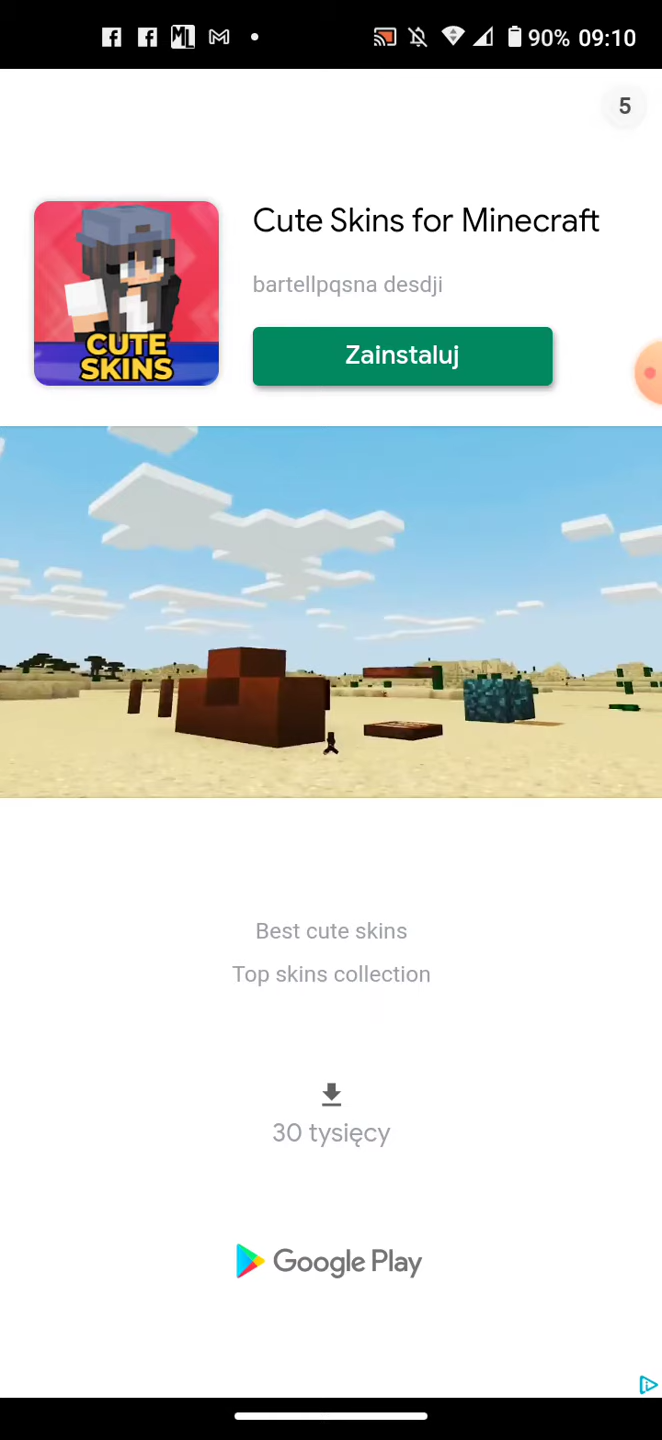 90% 09:10
5
Cute Skins for Minecraft
bartellpqsna desdji
Zainstaluj
CUTE
SKINS
Best cute skins
Top skins collection
30 tysięcy
Google Play